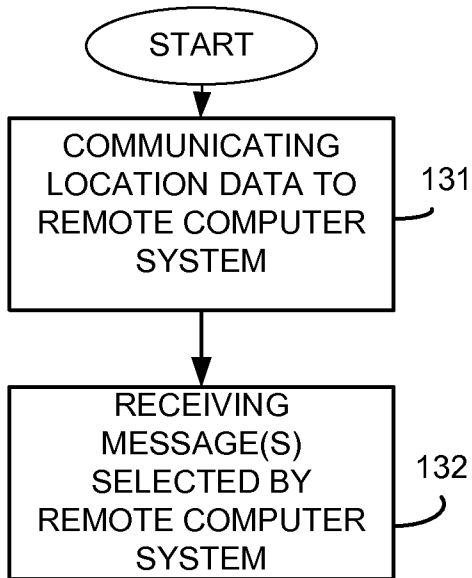 START
COMMUNICATING
LOCATION DATA TO
REMOTE COMPUTER
SYSTEM
131
RECEIVING
MESSAGE(S)
SELECTED BY
REMOTE COMPUTER
SYSTEM
132